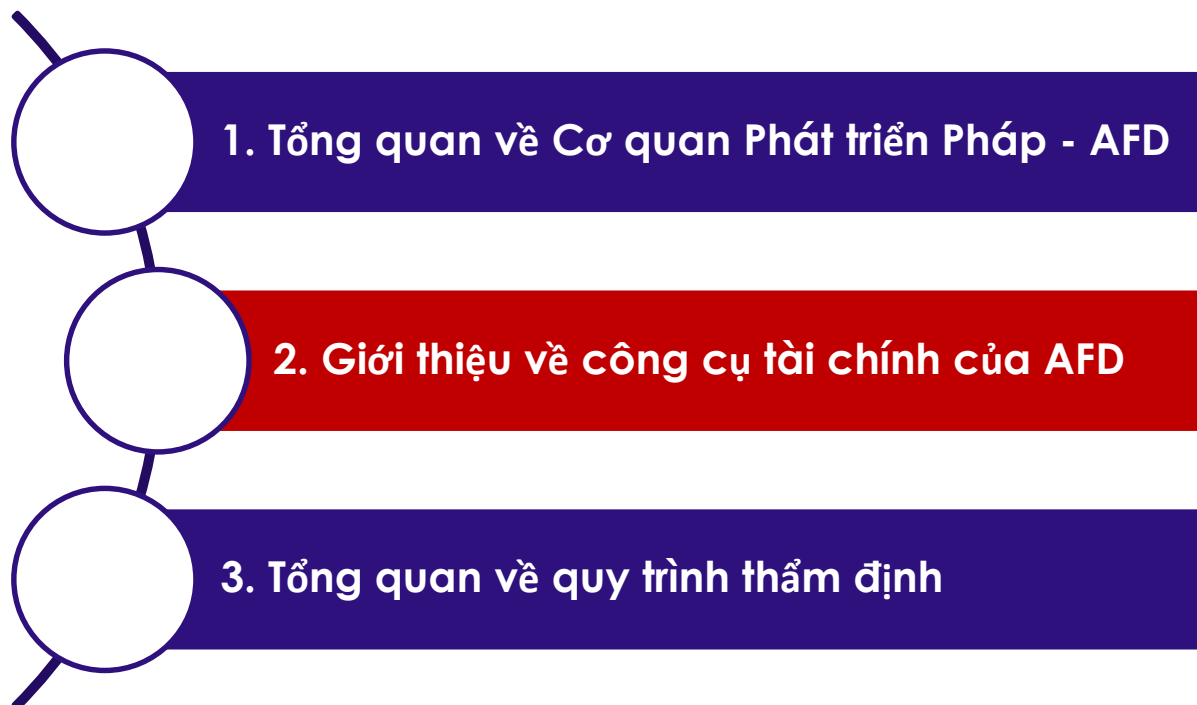 1. Tổng quan về Cơ quan Phát triển Pháp - AFD
2. Giới thiệu về công cụ tài chính của AFD
3. Tổng quan về quy trình thẩm định